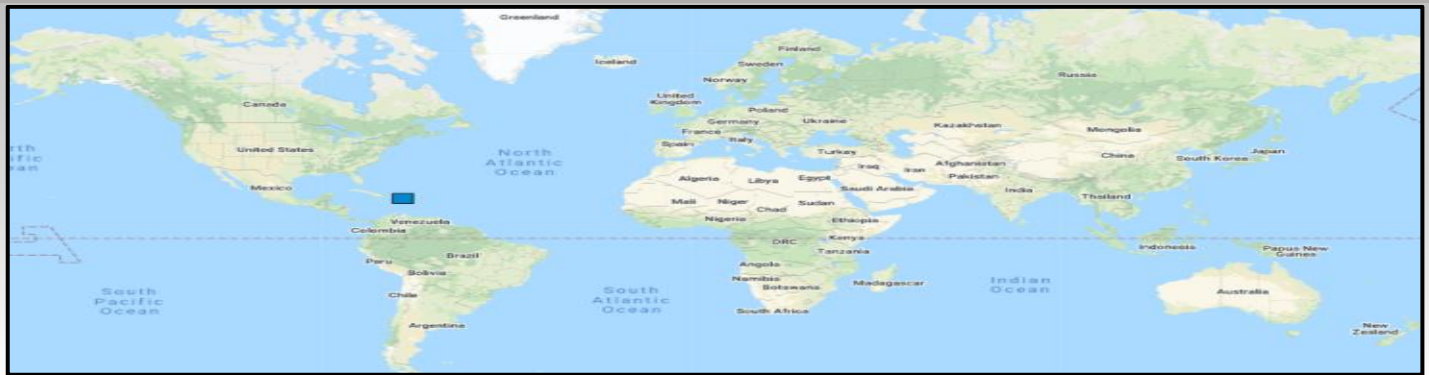 Greenland
Iceland
Finland
Sweden
Norway
Russia
Canada
United
Kingdom
Poland
Germany
Ukraine
France
Kazakhstan
Mongolia
United States
Spain
Italy
North
Atlantic
Ocean
Turkey
Afghanistan
China
South Korea
Japan
rth
ific
an
Iraq
Iran
Pakistan
Mexico
Algeria
Libya
Egypt
Saudi Arabia
India
Thailand
Mali
Niger
Chad
Sudan
Venezuela
Colombia
Nigeria
Ethiopia
DRC
Kenya
Indonesia
Papua New
Guinea
Peru
Brazil
Tanzania
Bolivia
Angola
Namibia
Botswana
Madagascar
Indian
Ocean
Australia
South
Pacific
Ocean
Chile
South
Atlantic
Ocean
South Africa
Argentina
New
Zealand